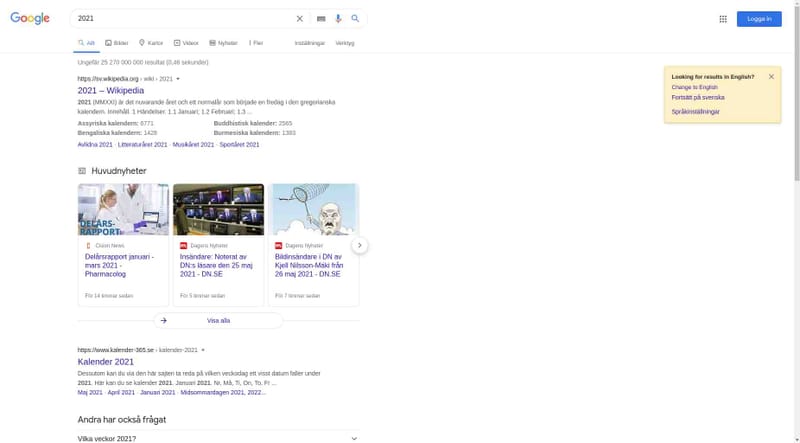 Google
2021
Logga in
Allt
Bilder
Kartor
Videor
Nyheter
Fler
Inställningar
Verktyg
Ungefär 25 270 000 000 resultat (0,46 sekunder)
https://sv.wikipedia.org › wiki › 2021
2021 – Wikipedia
2021 (MMXXI) är det nuvarande året och ett normalår som började en fredag i den gregorianska
kalendern. Innehåll. 1 Händelser. 1.1 Januari; 1.2 Februari; 1.3 ...
Assyriska kalendern: 6771
Buddhistisk kalender: 2565
Bengaliska kalendern: 1428
Burmesiska kalendern: 1383
Avlidna 2021 · Litteraturåret 2021 · Musikåret 2021 · Sportåret 2021
Looking for results in English?
Change to English
Fortsätt på svenska
Språkinställningar
Huvudnyheter
DELÅRS-
RAPPORT
Cision News
Delårsrapport januari -
mars 2021 -
Pharmacolog
För 14 timmar sedan
Dagens Nyheter
Insändare: Noterat av
DN:s läsare den 25 maj
2021 - DN.SE
För 5 timmar sedan
Dagens Nyheter
Bildinsändare i DN av
Kjell Nilsson-Mäki från
26 maj 2021 - DN.SE
För 7 timmar sedan
Visa alla
https://www.kalender-365.se › kalender-2021
Kalender 2021
Dessutom kan du via den här sajten ta reda på vilken veckodag ett visst datum faller under
2021. Här kan du se kalender 2021. Januari 2021. Nr, Må, Ti, On, To, Fr ...
Maj 2021 · April 2021 · Januari 2021 · Midsommardagen 2021, 2022...
Andra har också frågat
Vilka veckor 2021?